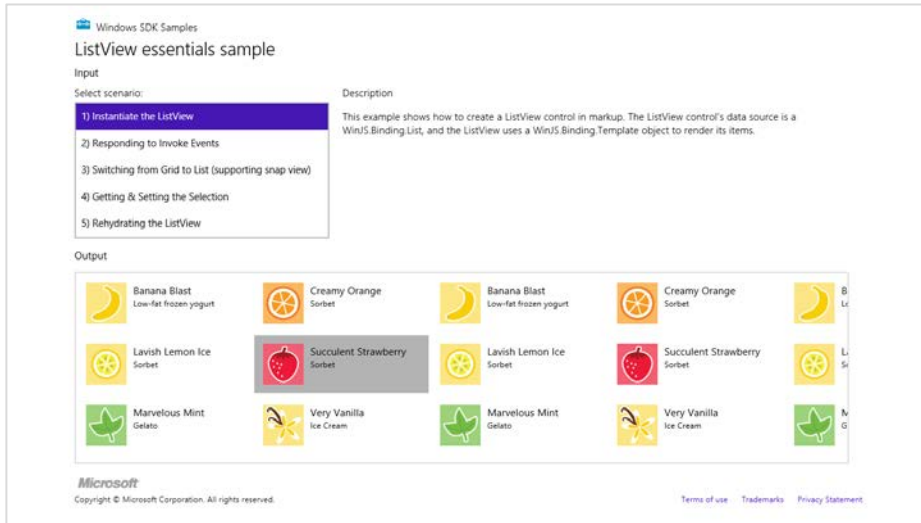 Windows SDK Samples
ListView essentials sample
Input
Select scenario:
1) Instantiate the ListView
2) Responding to Invoke Events
3) Switching from Grid to List (supporting snap view)
4) Getting & Setting the Selection
5) Rehydrating the ListView
Description
This example shows how to create a ListView control in markup. The ListView control's data source is a
WinJS.Binding.List, and the ListView uses a WinJS.Binding.Template object to render its items.
Output
Banana Blast
Low-fat frozen yogurt
Creamy Orange
Sorbet
Banana Blast
Low-fat frozen yogurt
Creamy Orange
Sorbet
Lavish Lemon Ice
Sorbet
Succulent Strawberry
Sorbet
Lavish Lemon Ice
Sorbet
Succulent Strawberry
Sorbet
Marvelous Mint
Gelato
Very Vanilla
Ice Cream
Marvelous Mint
Gelato
Very Vanilla
Ice Cream
Microsoft
Copyright © Microsoft Corporation. All rights reserved.
Terms of use Trademarks Privacy Statement